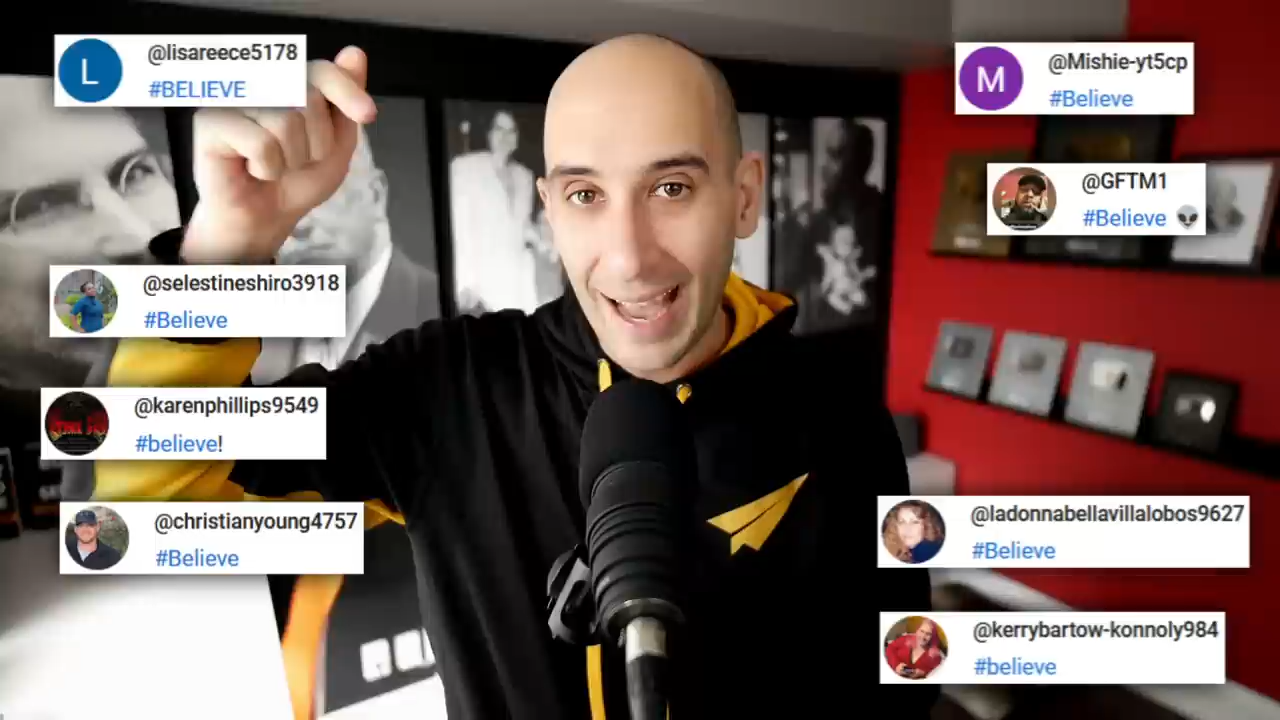 L
@lisareece5178
#BELIEVE
@selestineshiro3918
#Believe
@karenphillips9549
#believe!
@christianyoung4757
#Believe
M
@Mishie-yt5cp
#Believe
@GFTM1
#Believe 👽
@ladonnabellavillalobos9627
#Believe
@kerrybartow-konnoly984
#believe